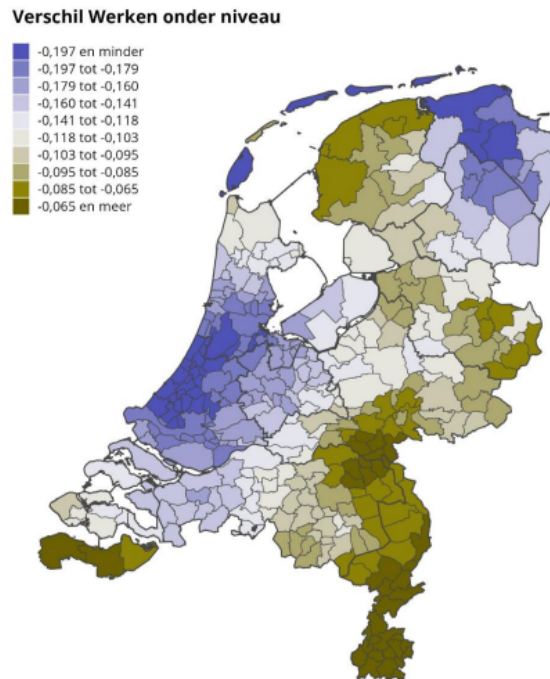 Verschil Werken onder niveau
-0,197 en minder
-0,197 tot -0,179
-0,179 tot -0,160
-0,160 tot -0,141
-0,141 tot -0,118
-0,118 tot -0,103
-0,103 tot -0,095
-0,095 tot -0,085
-0,085 tot -0,065
-0,065 en meer